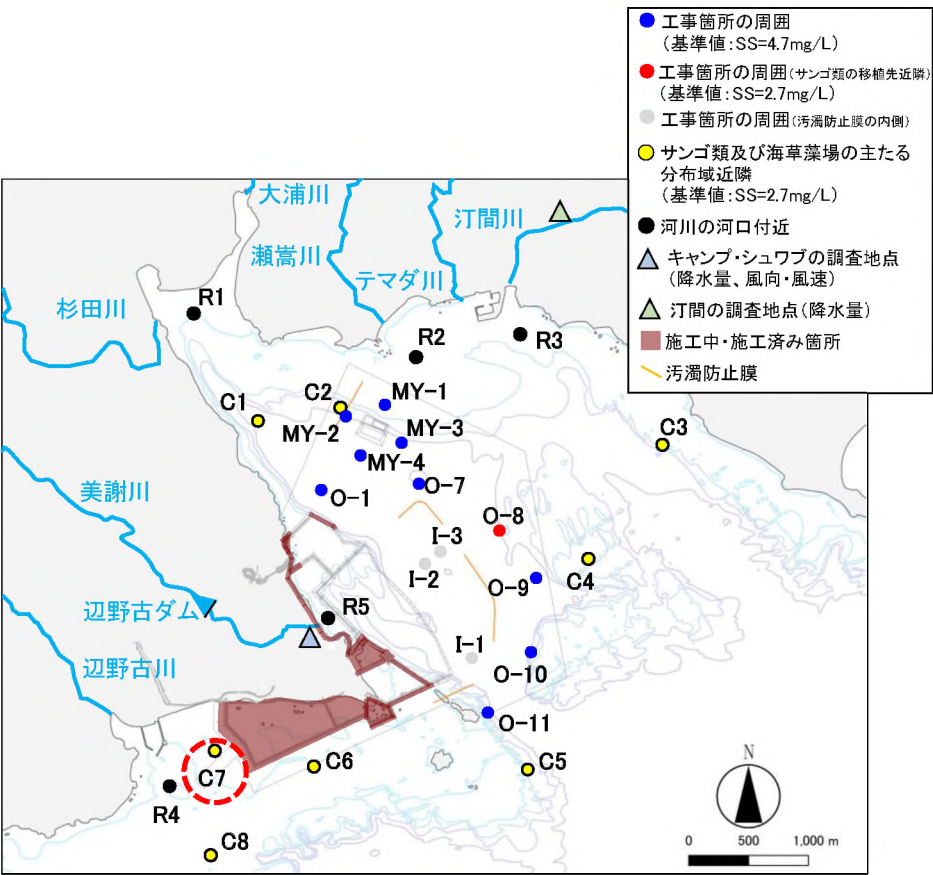 工事箇所の周囲
(基準値:SS=4.7mg/L)
工事箇所の周囲(サンゴ類の移植先近隣)
(基準値:SS=2.7mg/L)
工事箇所の周囲(汚濁防止膜の内側)
サンゴ類及び海草藻場の主たる
分布域近隣
(基準値:SS=2.7mg/L)
河川の河口付近
キャンプ・シュワブの調査地点
(降水量、風向・風速)
汀間の調査地点(降水量)
施工中・施工済み箇所
汚濁防止膜
大浦川
汀間川
瀬嵩川
テマダ川
杉田川
R1
R2
R3
MY-1
C2
C1
MY-2
MY-3
C3
MY-4
美謝川
O-1
O-7
O-8
I-3
I-2
C4
O-9
辺野古ダム
R5
辺野古川
I-1
O-10
O-11
C6
C5
C7
R4
C8
N
0 500 1,000 m